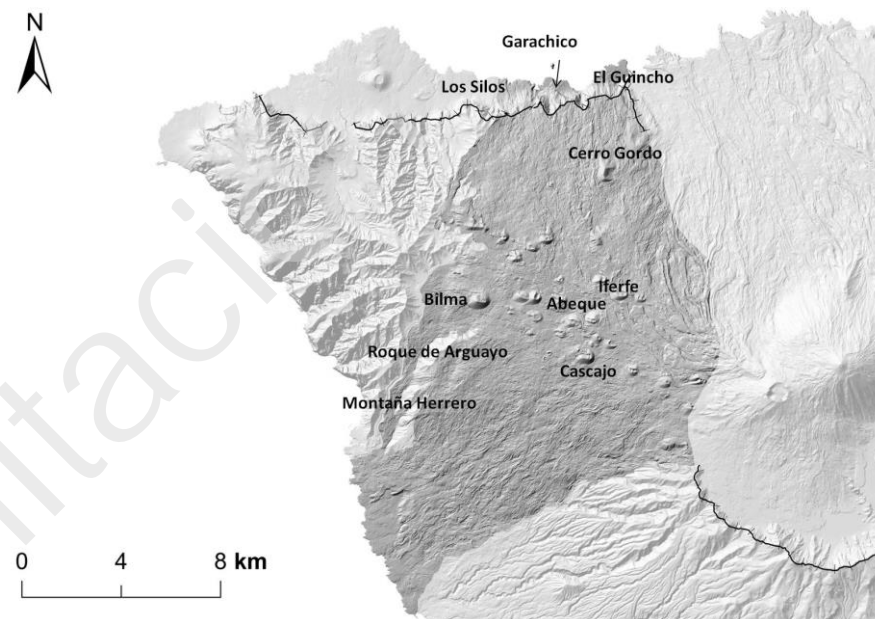 N
Garachico
Los Silos
El Guincho
Cerro Gordo
Iferfe
Bilma
Abeque
Roque de Arguayo
Cascajo
Montaña Herrero
0 4 8 km